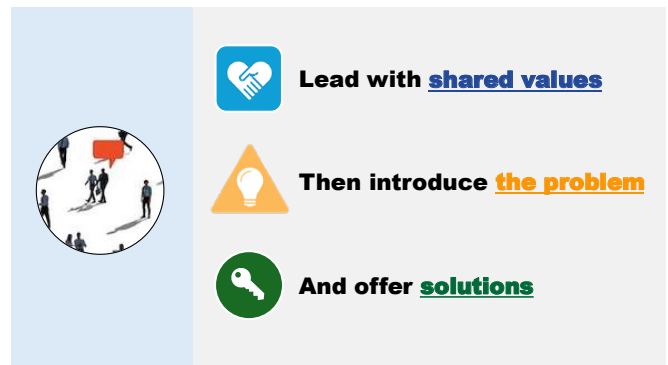 Lead with shared values
Then introduce the problem
And offer solutions